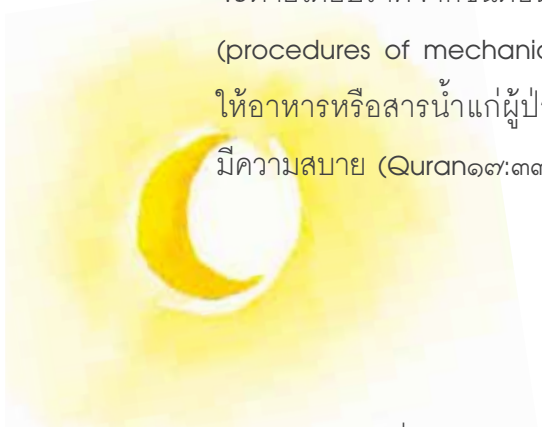 (procedures of mechanic
ให้อาหารหรือสารน้ำแก่ผู้ป่
มีความสบาย (Quran๑๗:๓๓